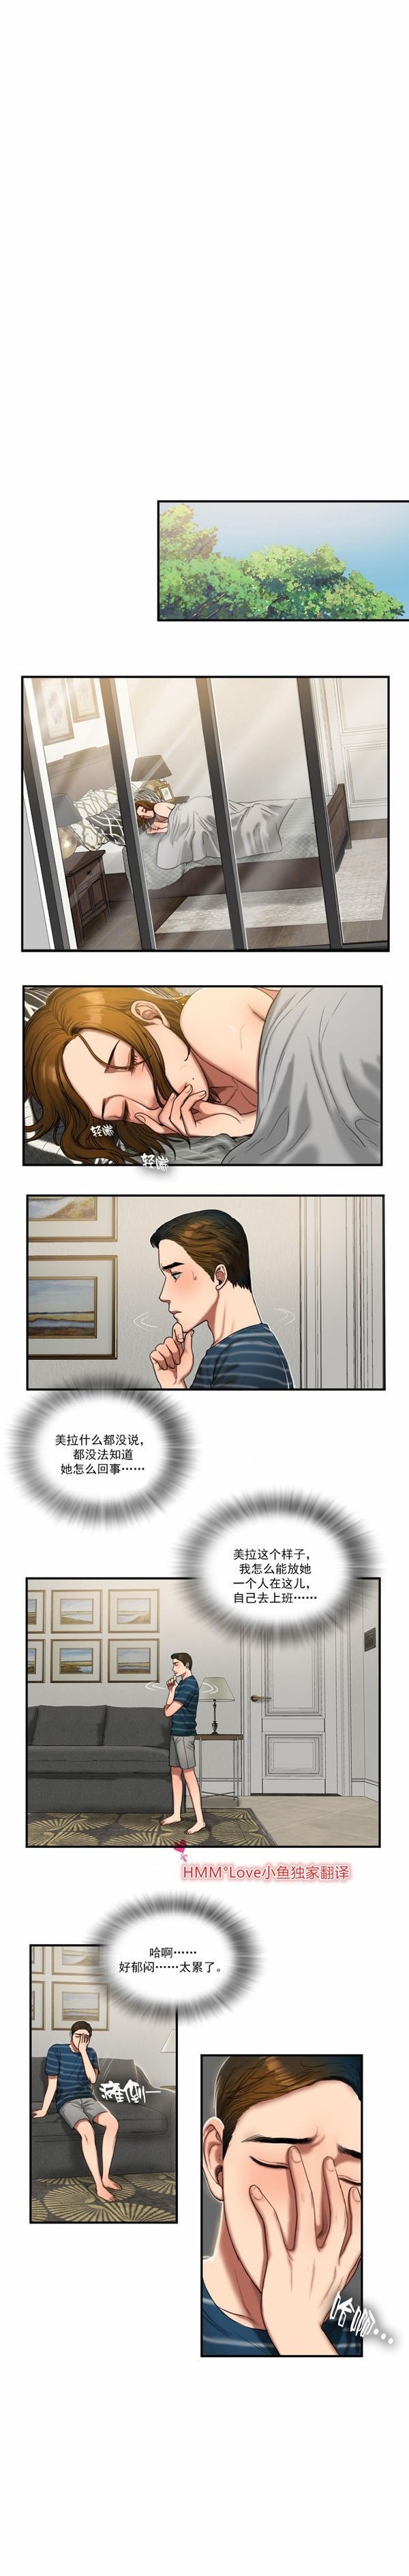 轻喘
轻喘
美拉什么都没说,
都没法知道
她怎么回事……
美拉这个样子,
我怎么能放她
一个人在这儿,
自己去上班……
HMM°Love小鱼独家翻译
哈啊……
好郁闷……太累了。
瘫倒—
哈啊…